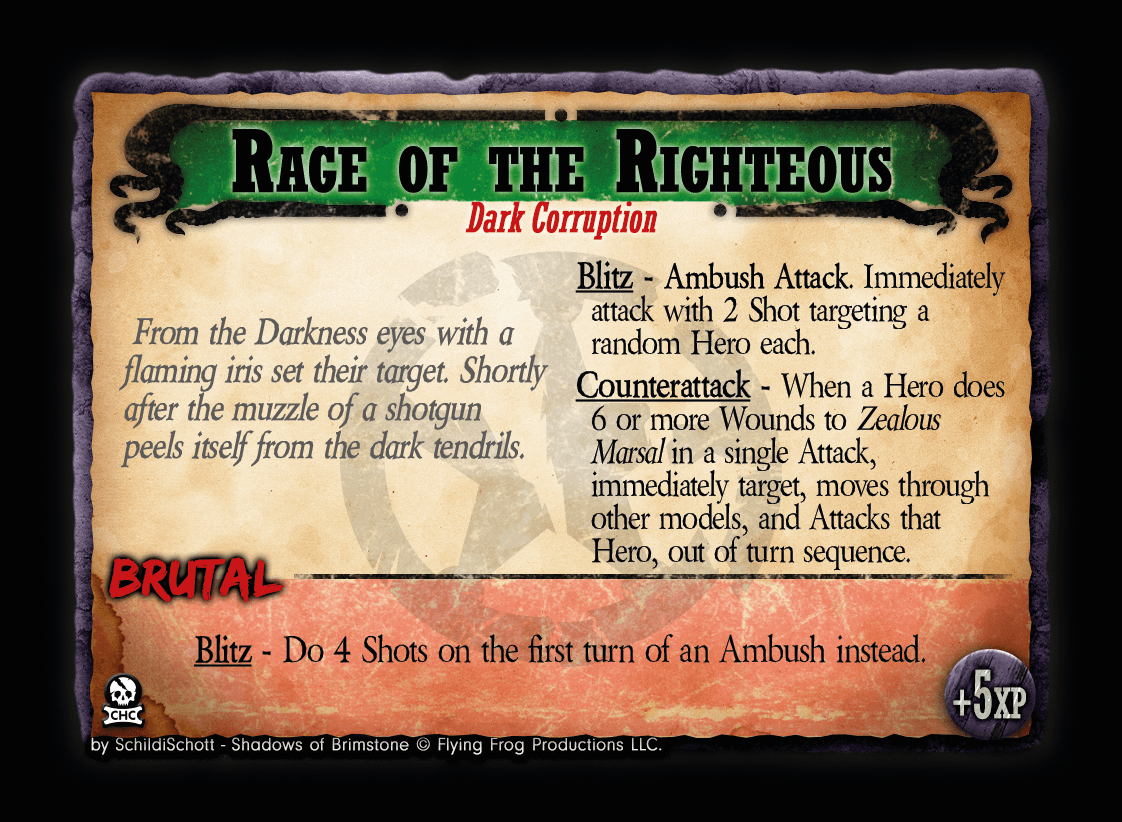 RAGE OF THE RIGHTEOUS
Dark Corruption
From the Darkness eyes with a
flaming iris set their target. Shortly
after the muzzle of a shotgun
peels itself from the dark tendrils.
Blitz - Ambush Attack. Immediately
attack with 2 Shot targeting a
random Hero each.
Counterattack - When a Hero does
6 or more Wounds to Zealous
Marsal in a single Attack,
immediately target, moves through
other models, and Attacks that
Hero, out of turn sequence.
BRUTAL
Blitz - Do 4 Shots on the first turn of an Ambush instead.
CHC
+5XP
by SchildiSchott - Shadows of Brimstone © Flying Frog Productions LLC.